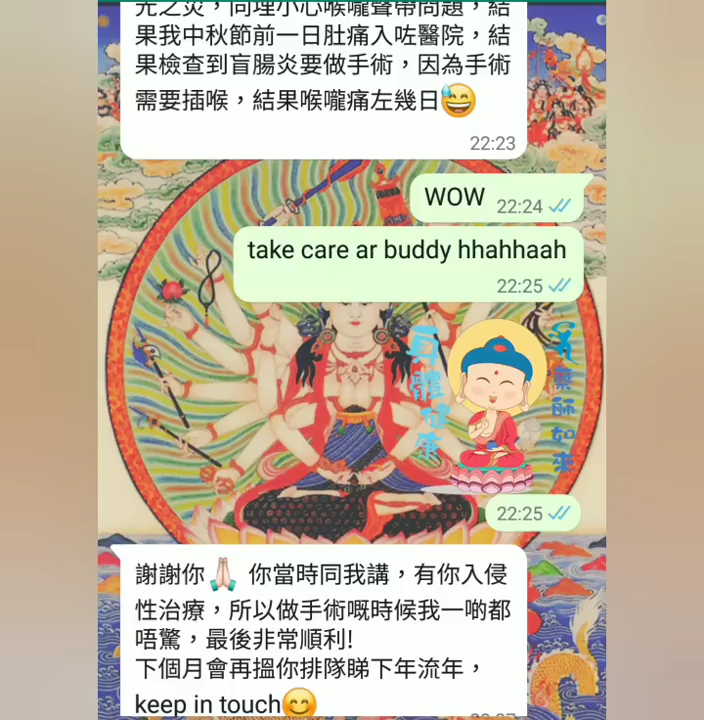 光之災，同埋小心喉嚨聲帶問題，結
果我中秋節前一日肚痛入咗醫院，結
果檢查到盲腸炎要做手術，因為手術
需要插喉，結果喉嚨痛左幾日😅
22:23
WOW 22:24
take care ar buddy hhahhaah
22:25
身體健康
藥師如來
22:25
謝謝你🙏🏻 你當時同我講，有你入侵
性治療，所以做手術嘅時候我一啲都
唔驚，最後非常順利!
下個月會再搵你排隊睇下年流年，
keep in touch😊